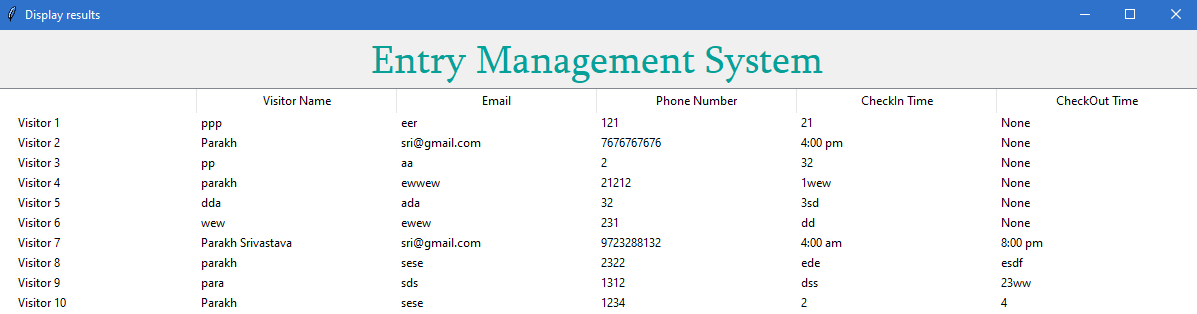 Display results
Entry Management System
Visitor Name Email Phone Number CheckIn Time CheckOut Time
Visitor 1 ppp eer 121 21 None
Visitor 2 Parakh sri@gmail.com 7676767676 4:00 pm None
Visitor 3 pp aa 2 32 None
Visitor 4 parakh ewwew 21212 1wew None
Visitor 5 dda ada 32 3sd None
Visitor 6 wew ewew 231 dd None
Visitor 7 Parakh Srivastava sri@gmail.com 9723288132 4:00 am 8:00 pm
Visitor 8 parakh sese 2322 ede esdf
Visitor 9 para sds 1312 dss 23ww
Visitor 10 Parakh sese 1234 2 4